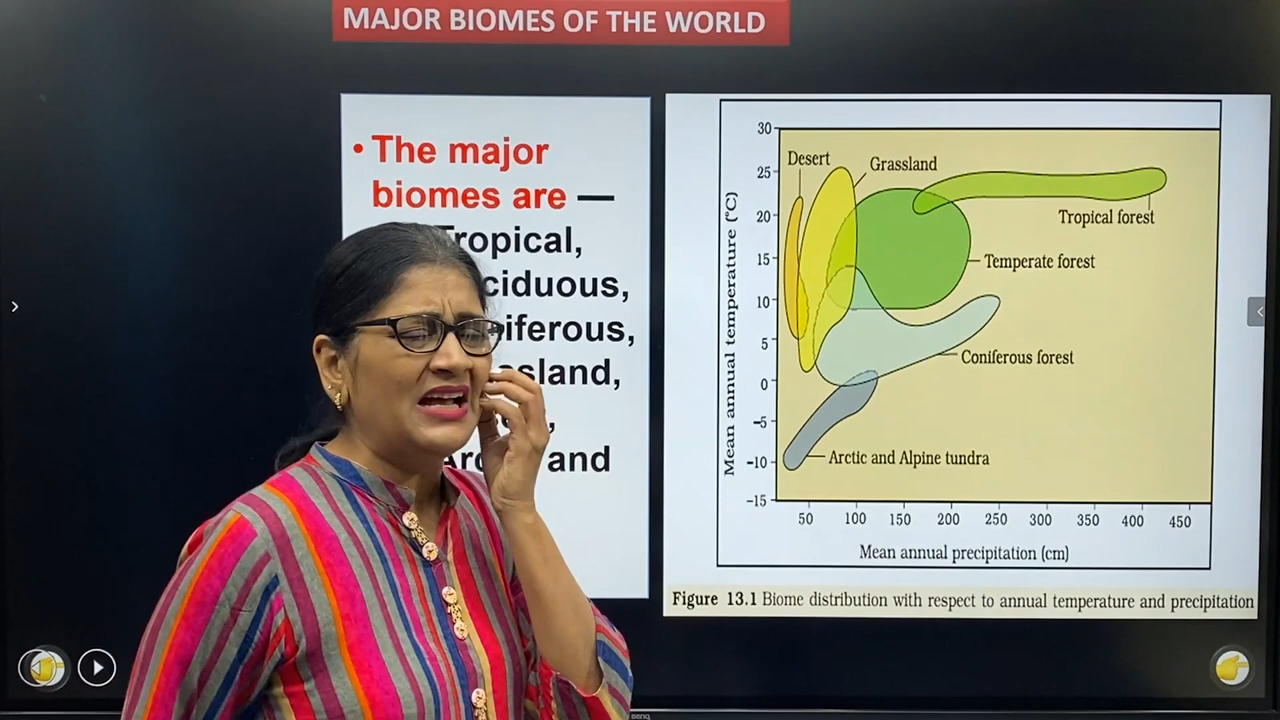 MAJOR BIOMES OF THE WORLD
• The major
biomes are —
Tropical,
and
30
25
20
15
10
5
0
−5
−10
−15
Mean annual temperature (°C)
Desert
Grassland
Tropical forest
Temperate forest
Coniferous forest
Arctic and Alpine tundra
50 100 150 200 250 300 350 400 450
Mean annual precipitation (cm)
Figure 13.1 Biome distribution with respect to annual temperature and precipitation
BENQ